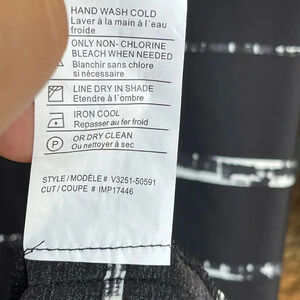 HAND WASH COLD
Laver à la main à l'eau
froide
ONLY NON- CHLORINE
BLEACH WHEN NEEDED
Blanchir sans chlore
si nécessaire
LINE DRY IN SHADE
Etendre à l`ombre
IRON COOL
Repasser au fer froid
OR DRY CLEAN
Ou nettoyer à sec
STYLE / MODÈLE# V3251-50591
CUT / COUPE # IMP17446